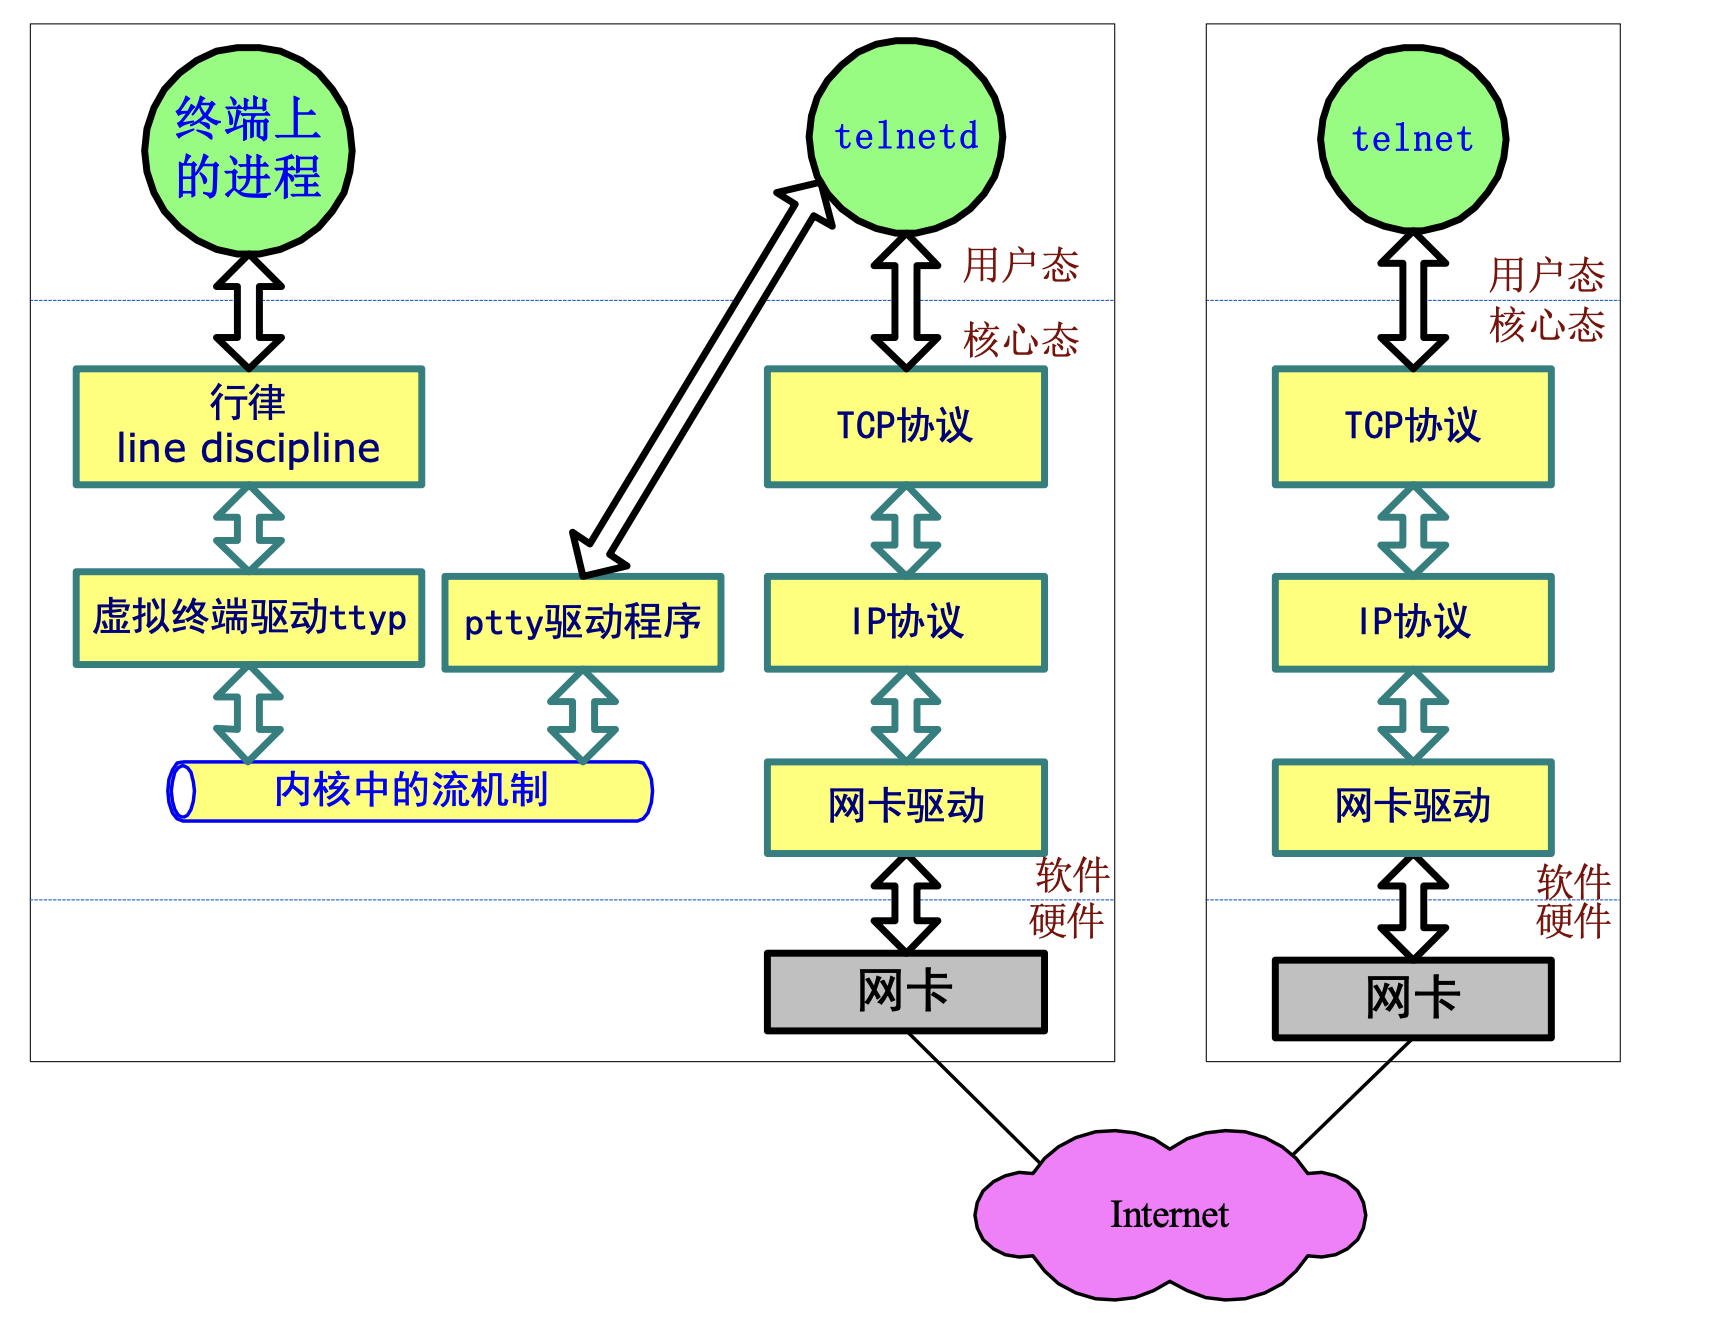 终端上
的进程
telnetd
telnet
用户态
核心态
用户态
核心态
行律
line discipline
TCP协议
TCP协议
虚拟终端驱动ttyp
ptty驱动程序
IP协议
IP协议
内核中的流机制
网卡驱动
网卡驱动
软件
硬件
软件
硬件
网卡
网卡
Internet